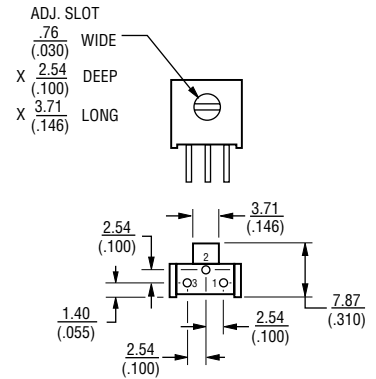 ADJ. SLOT
.76
(.030) WIDE
X 2.54
(.100) DEEP
X 3.71
(.146) LONG
3.71
(.146)
2.54
(.100)
2
3
1
7.87
(.310)
1.40
(.055)
2.54
(.100)
2.54
(.100)